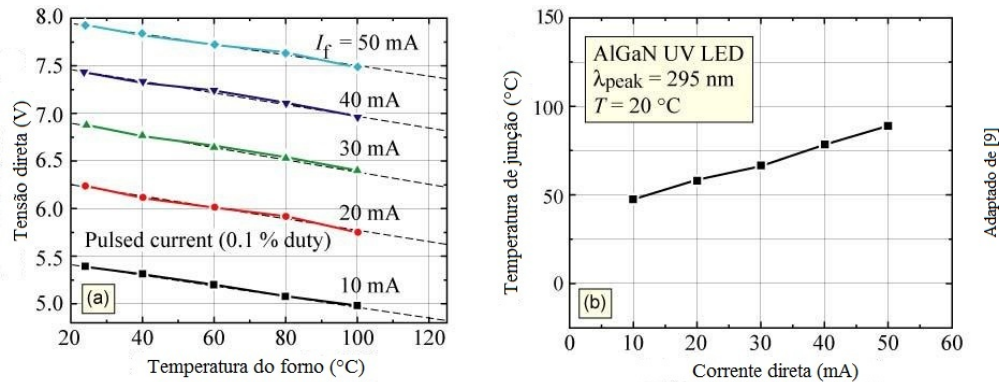 8.0
7.5
7.0
6.5
6.0
5.5
5.0
Tensão direta (V)
I_f = 50 mA
40 mA
30 mA
20 mA
Pulsed current (0.1 % duty)
10 mA
(a)
20 40 60 80 100 120
Temperatura do forno (°C)
150
100
50
0
Temperatura de junção (°C)
AlGaN UV LED
λpeak = 295 nm
T = 20 °C
(b)
0 10 20 30 40 50 60
Corrente direta (mA)
Adaptado de [9]